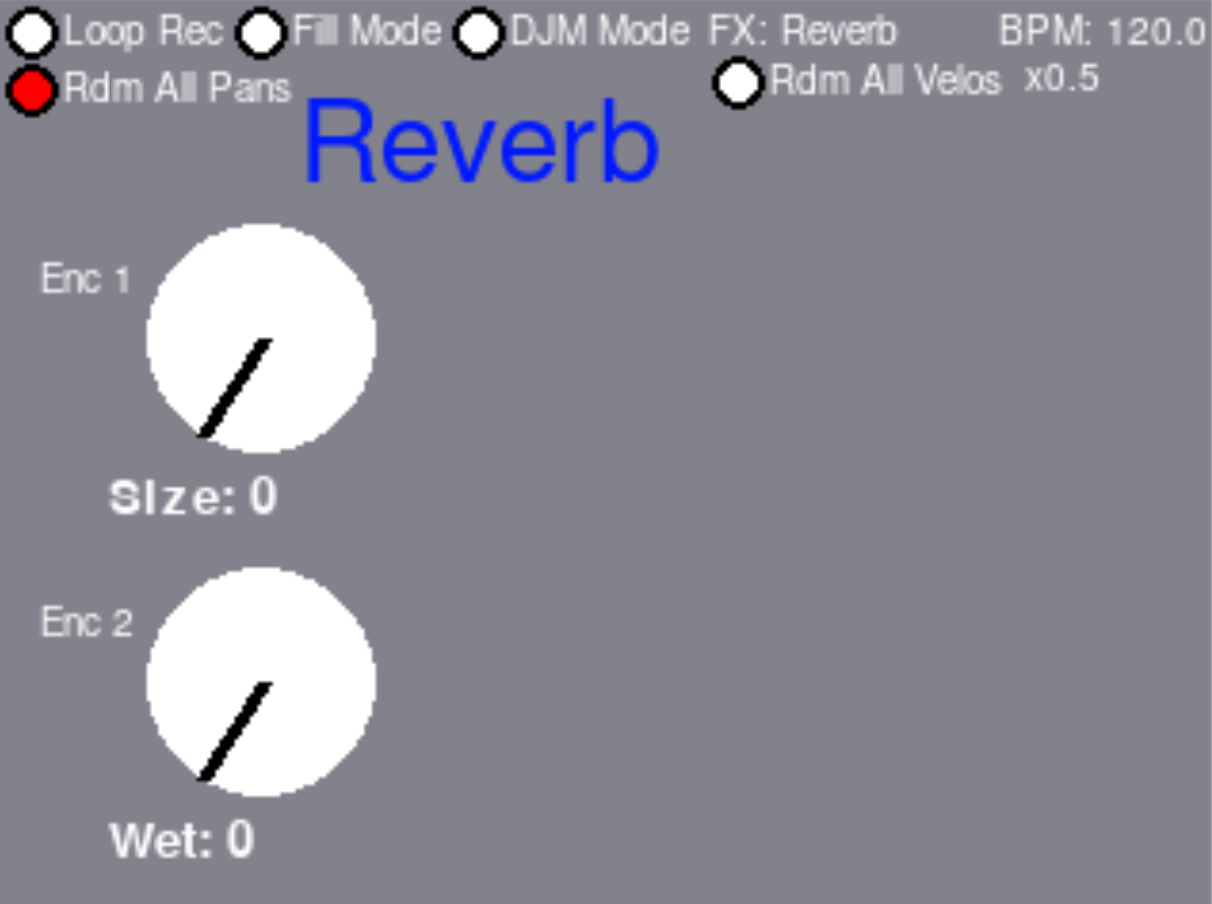 Loop Rec Fill Mode DJM Mode FX: Reverb BPM: 120.0
Rdm All Pans Rdm All Velos x0.5
Reverb
Enc 1
SIze: 0
Enc 2
Wet: 0